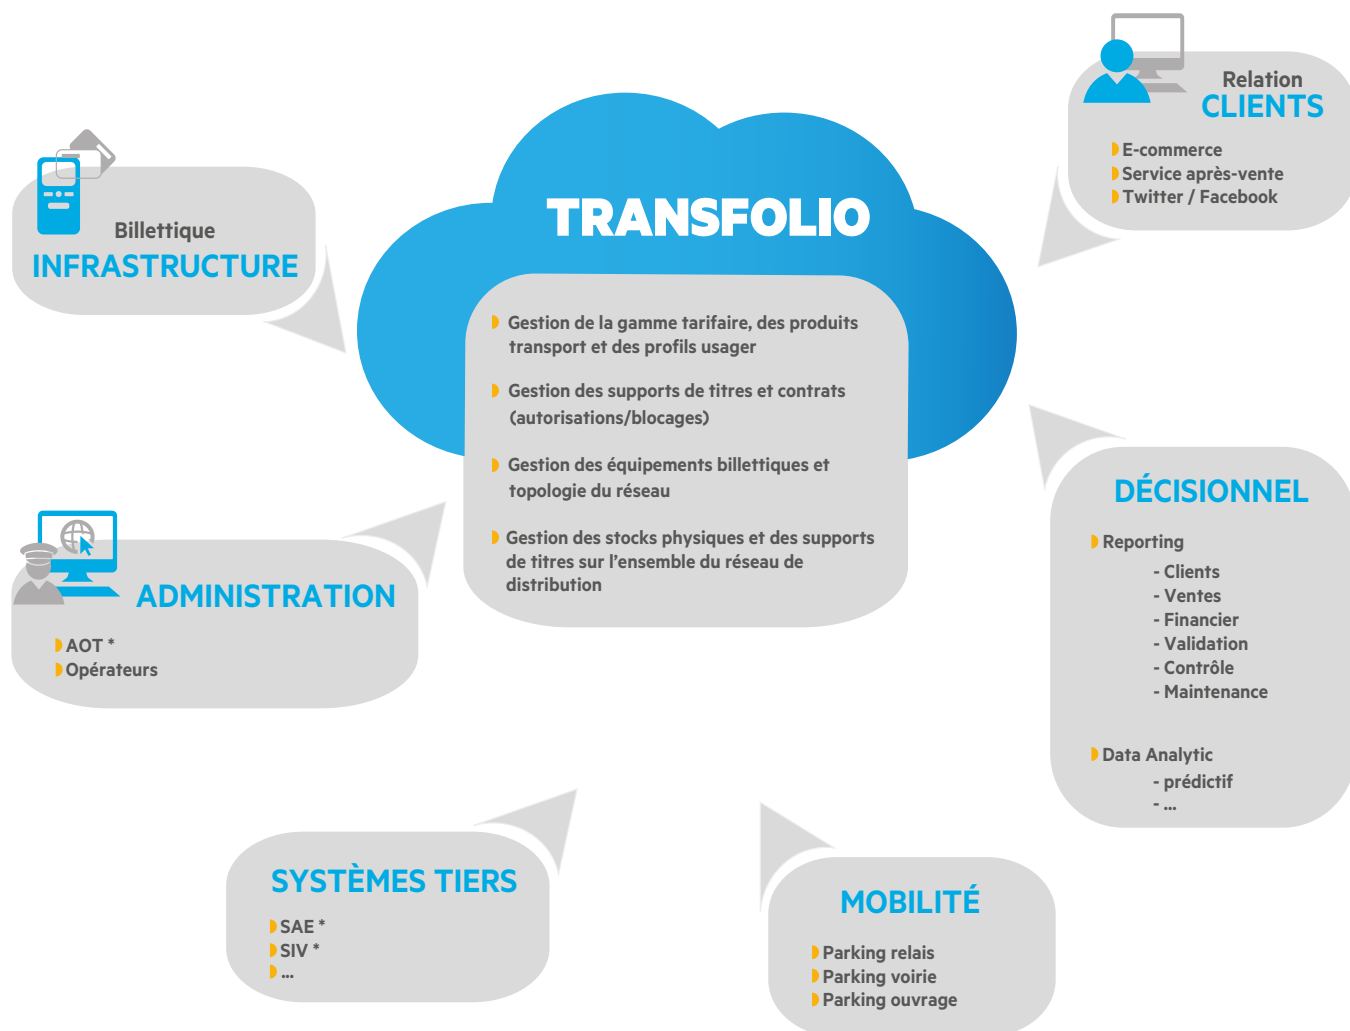 TRANSFOLIO
Gestion de la gamme tarifaire, des produits
transport et des profils usager
Gestion des supports de titres et contrats
(autorisations/blocages)
Gestion des équipements billettiques et
topologie du réseau
Gestion des stocks physiques et des supports
de titres sur l’ensemble du réseau de
distribution
Billettique
INFRASTRUCTURE
Relation
CLIENTS
E-commerce
Service après-vente
Twitter / Facebook
ADMINISTRATION
AOT *
Opérateurs
DÉCISIONNEL
Reporting
- Clients
- Ventes
- Financier
- Validation
- Contrôle
- Maintenance
Data Analytic
- prédictif
- ...
SYSTÈMES TIERS
SAE *
SIV *
...
MOBILITÉ
Parking relais
Parking voirie
Parking ouvrage